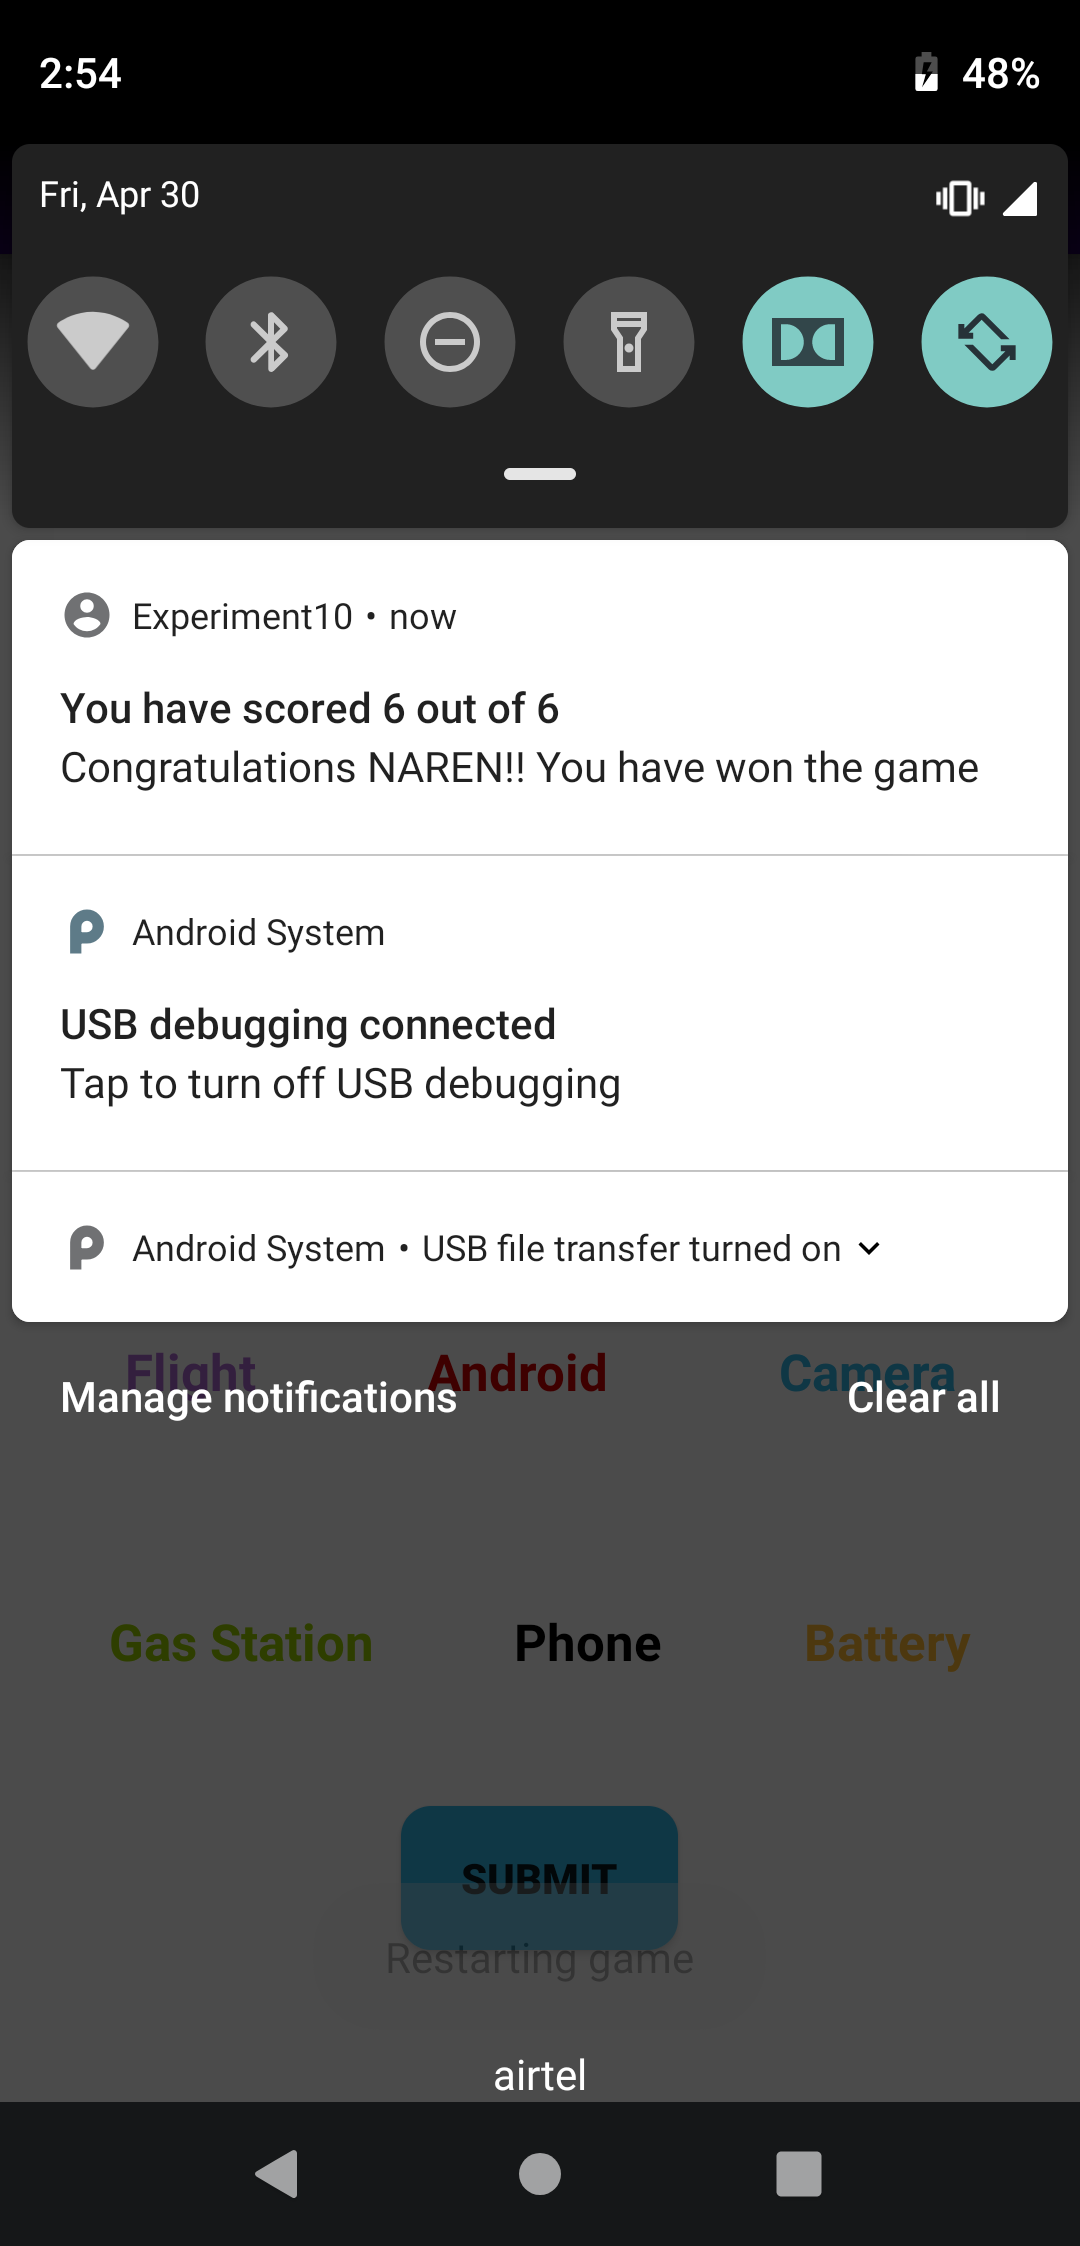 2:54
48%
Fri, Apr 30
Experiment10 • now
You have scored 6 out of 6
Congratulations NAREN!! You have won the game
Android System
USB debugging connected
Tap to turn off USB debugging
Android System • USB file transfer turned on
Flight Android Camera
Manage notifications Clear all
Gas Station Phone Battery
SUBMIT
Restarting game
airtel